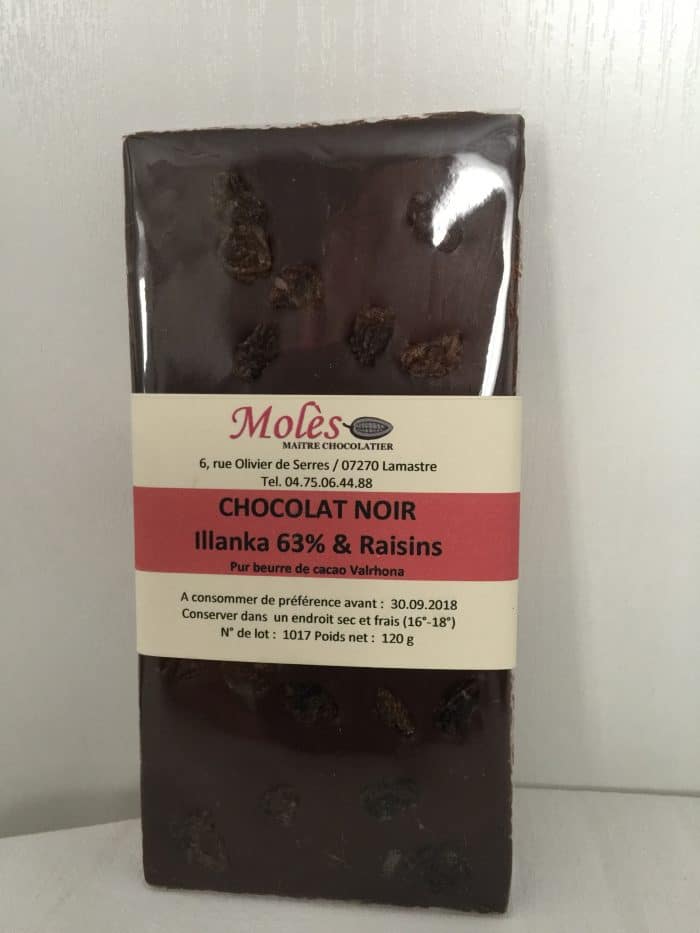 Molès
MAITRE CHOCOLATIER
6, rue Olivier de Serres / 07270 Lamastre
Tel. 04.75.06.44.88
CHOCOLAT NOIR
Illanka 63% & Raisins
Pur beurre de cacao Valrhona
A consommer de préférence avant : 30.09.2018
Conserver dans un endroit sec et frais (16°-18°)
N° de lot : 1017 Poids net : 120 g